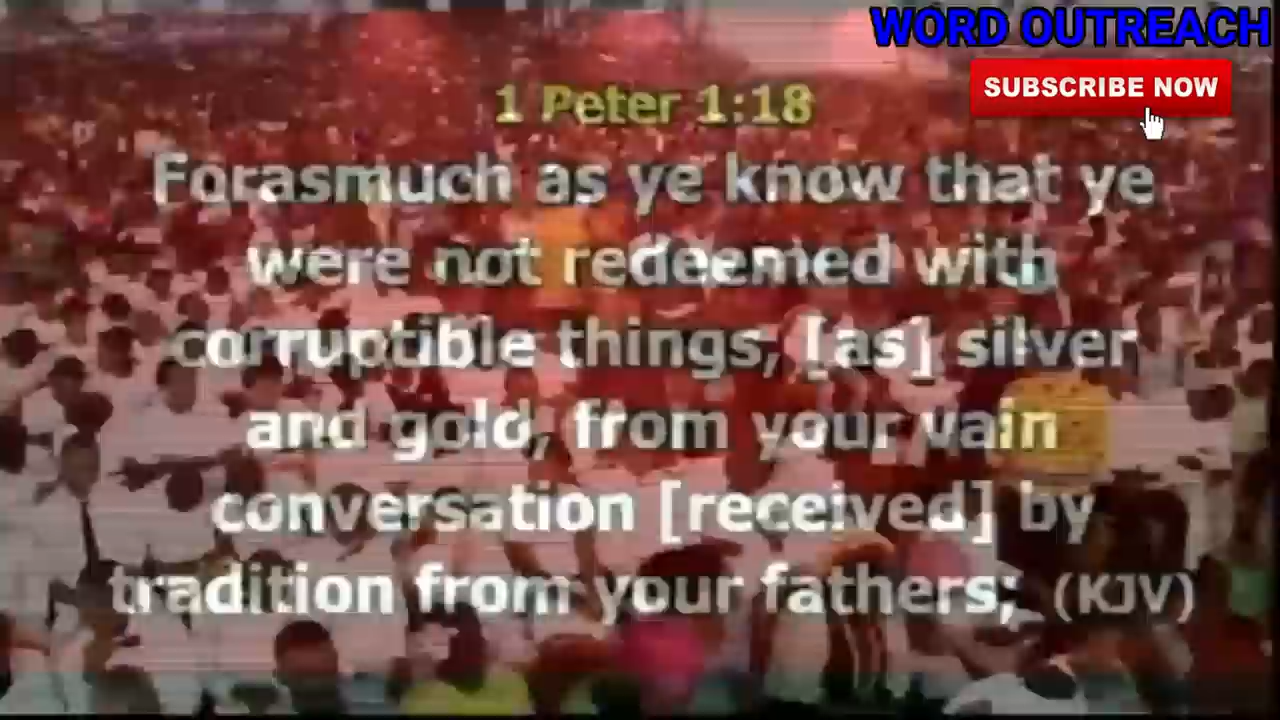 WORD OUTREACH
SUBSCRIBE NOW
1 Peter 1:18
Forasmuch as ye know that ye
were not redeemed with
corruptible things, [as] silver
and gold, from your vain
conversation [received] by
tradition from your fathers; (KJV)